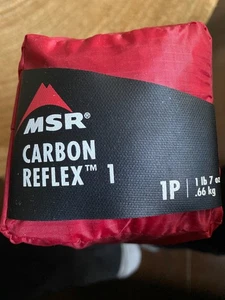 MSR
CARBON
REFLEX™ 1
1P 1 lb 7 oz
.66 kg